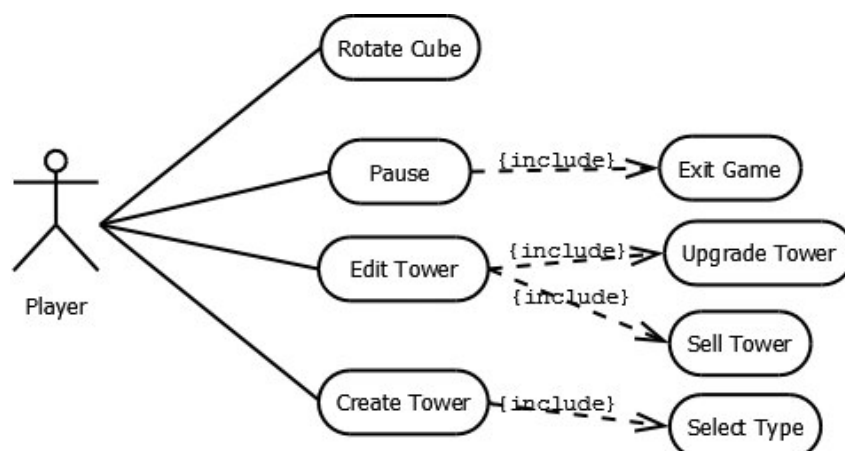 Rotate Cube
Pause
{include}
Exit Game
Edit Tower
{include}
Upgrade Tower
{include}
Sell Tower
Player
Create Tower
{include}
Select Type